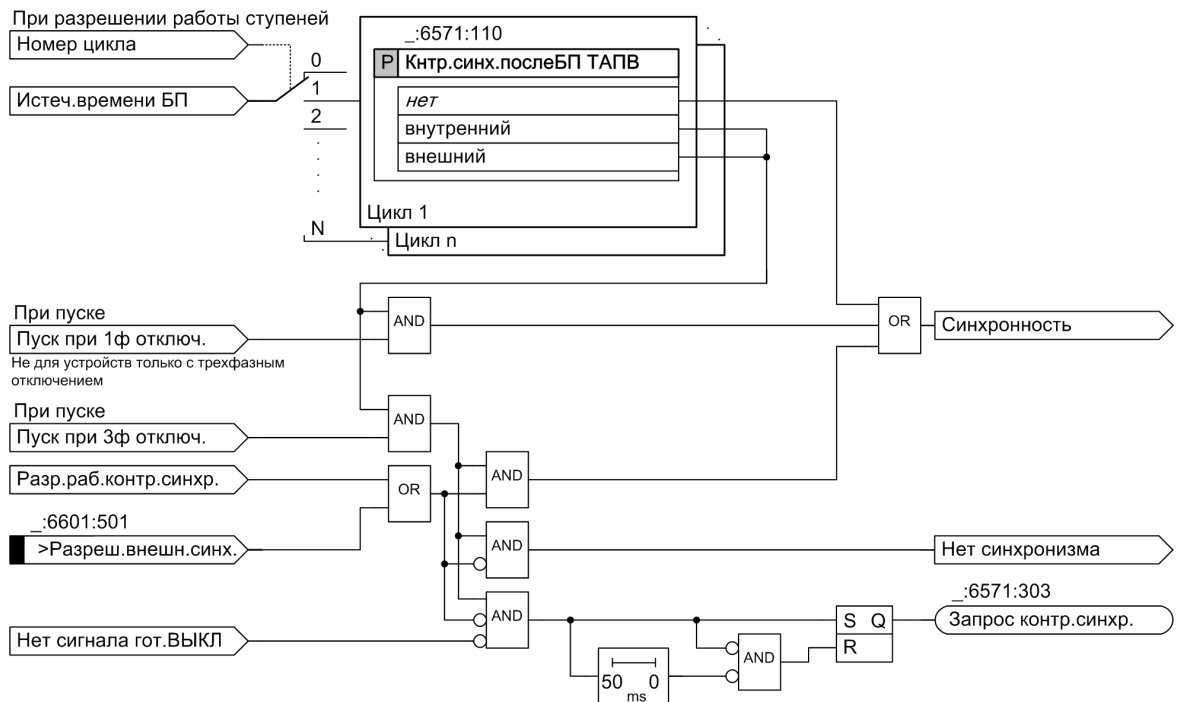 При разрешении работы ступеней
Номер цикла
Истеч.времени БП
0
1
2
N
_:6571:110
P Кнтр.синх.послеБП ТАПВ
нет
внутренний
внешний
Цикл 1
Цикл n
При пуске
Пуск при 1ф отключ.
Не для устройств только с трехфазным
отключением
AND
OR
Синхронность
При пуске
Пуск при 3ф отключ.
AND
Разр.раб.контр.синхр.
OR
AND
_:6601:501
>Разреш.внешн.синх.
AND
Нет синхронизма
_:6571:303
AND
S Q
Запрос контр.синхр.
Нет сигнала гот.ВЫКЛ
R
AND
50 0
ms